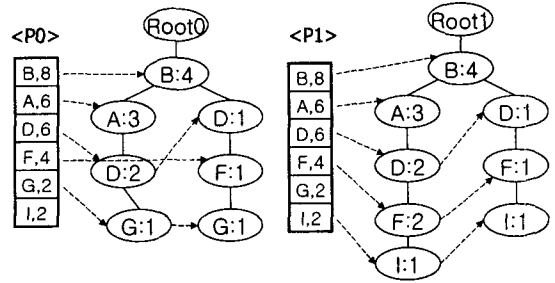 <P0>
Root0
B,8
A,6
D,6
F,4
G,2
I,2
B:4
A:3
D:1
D:2
F:1
G:1
G:1
<P1>
Root1
B,8
A,6
D,6
F,4
G,2
I,2
B:4
A:3
D:1
D:2
F:1
F:2
I:1
I:1